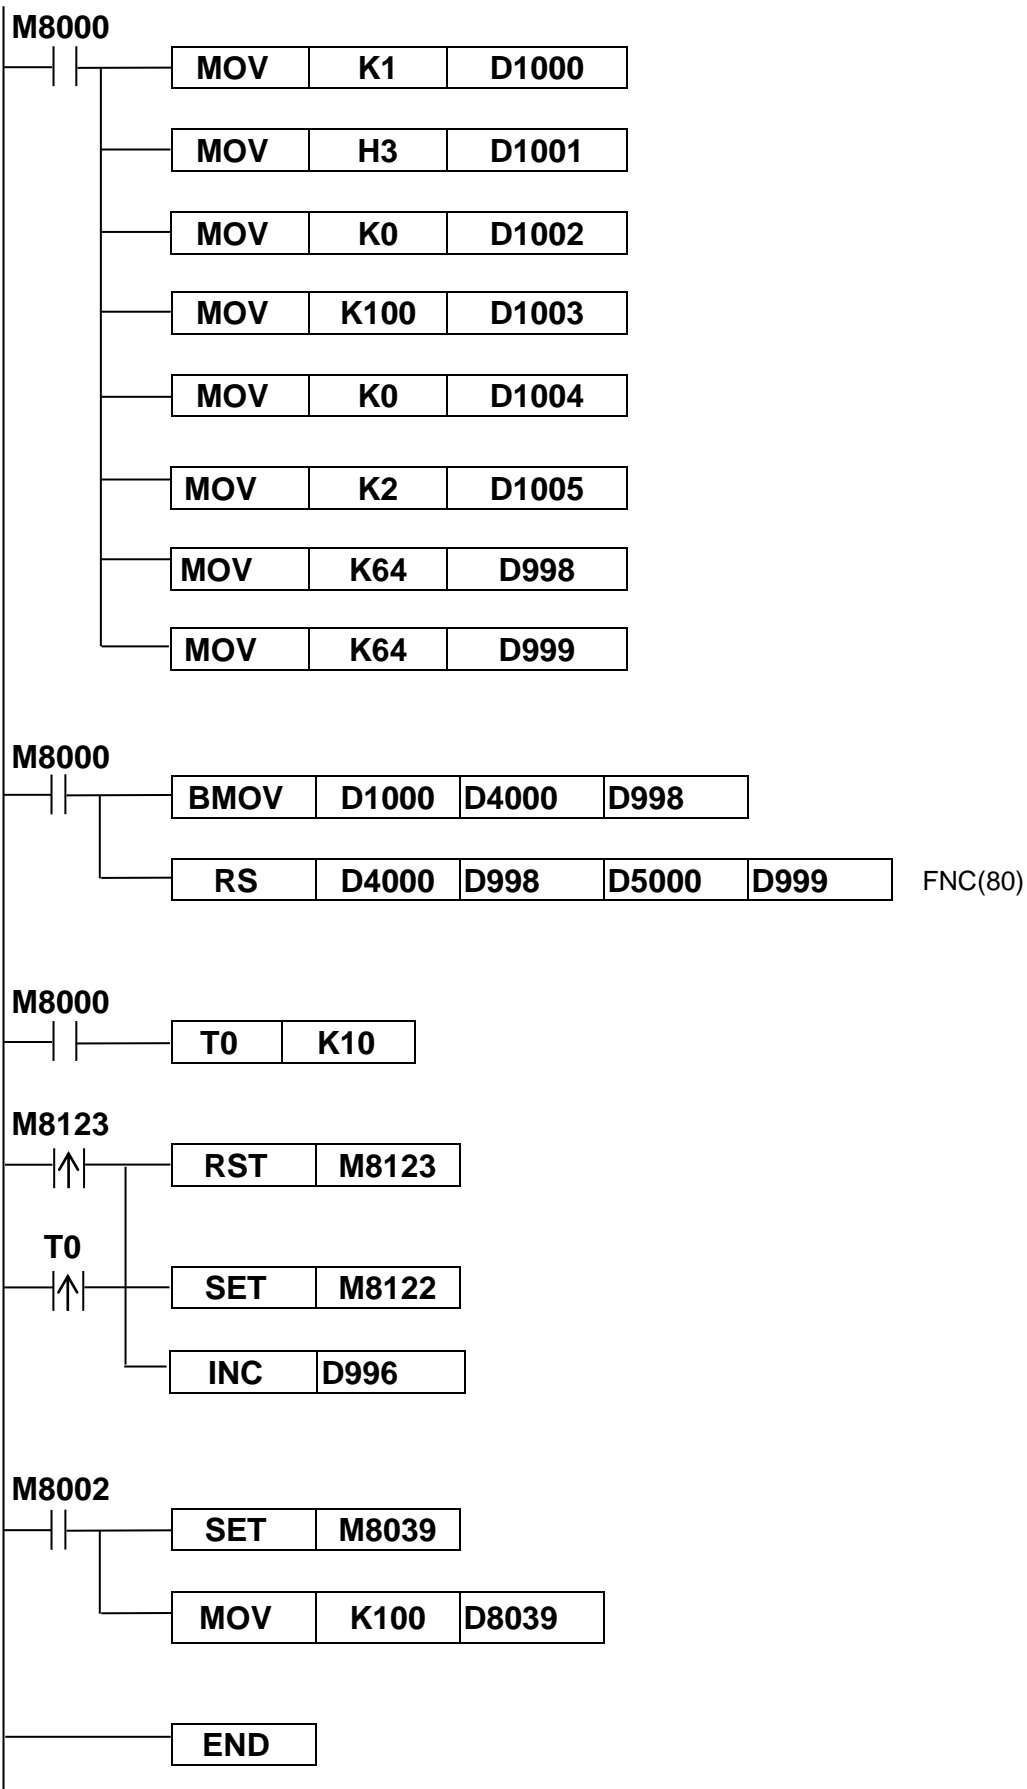 M8000
MOV K1 D1000
MOV H3 D1001
MOV K0 D1002
MOV K100 D1003
MOV K0 D1004
MOV K2 D1005
MOV K64 D998
MOV K64 D999
M8000
BMOV D1000 D4000 D998
RS D4000 D998 D5000 D999 FNC(80)
M8000
T0 K10
M8123
RST M8123
T0
SET M8122
INC D996
M8002
SET M8039
MOV K100 D8039
END